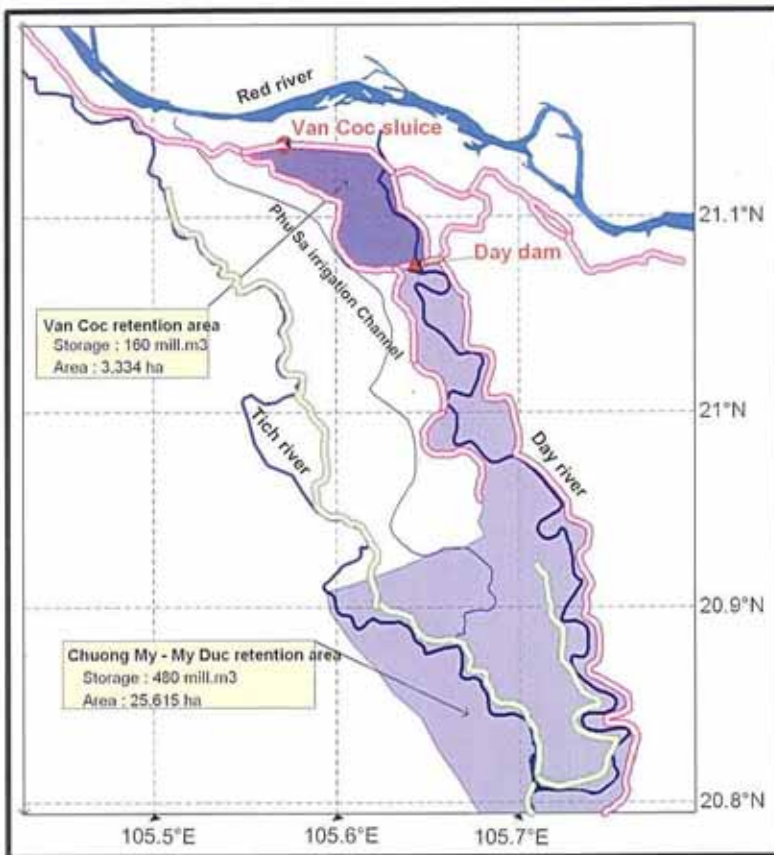 Red river
Van Coc sluice
21.1°N
Phu Sa irrigation Channel
Day dam
Van Coc retention area
Storage : 160 mill.m3
Area : 3,334 ha
21°N
Tich river
Day river
20.9°N
Chuong My - My Duc retention area
Storage : 480 mill.m3
Area : 25,615 ha
20.8°N
105.5°E
105.6°E
105.7°E